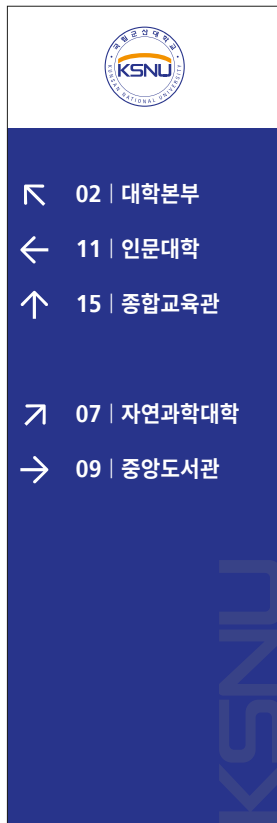 국립군산대학교
KSNU
KUNSAN NATIONAL UNIVERSITY
02 | 대학본부
11 | 인문대학
15 | 종합교육관
07 | 자연과학대학
09 | 중앙도서관
KSNU